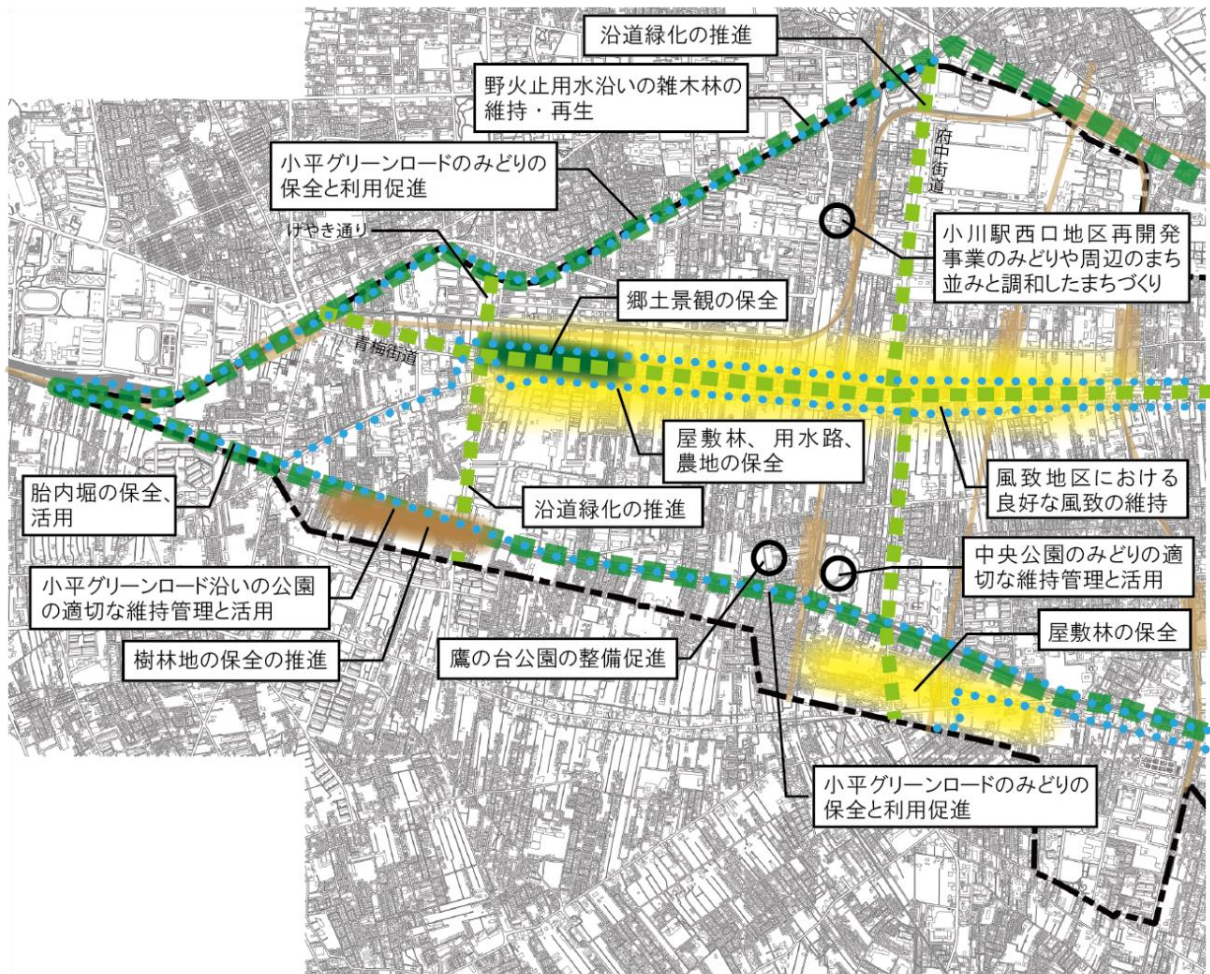 沿道緑化の推進
野火止用水沿いの雑木林の
維持・再生
小平グリーンロードのみどりの
保全と利用促進
府中街道
けやき通り
小川駅西口地区再開発
事業のみどりや周辺のまち
並みと調和したまちづくり
郷土景観の保全
青梅街道
屋敷林、用水路、
農地の保全
風致地区における
良好な風致の維持
胎内堀の保全、
活用
沿道緑化の推進
中央公園のみどりの適
切な維持管理と活用
小平グリーンロード沿いの公園
の適切な維持管理と活用
屋敷林の保全
樹林地の保全の推進
鷹の台公園の整備促進
小平グリーンロードのみどりの
保全と利用促進